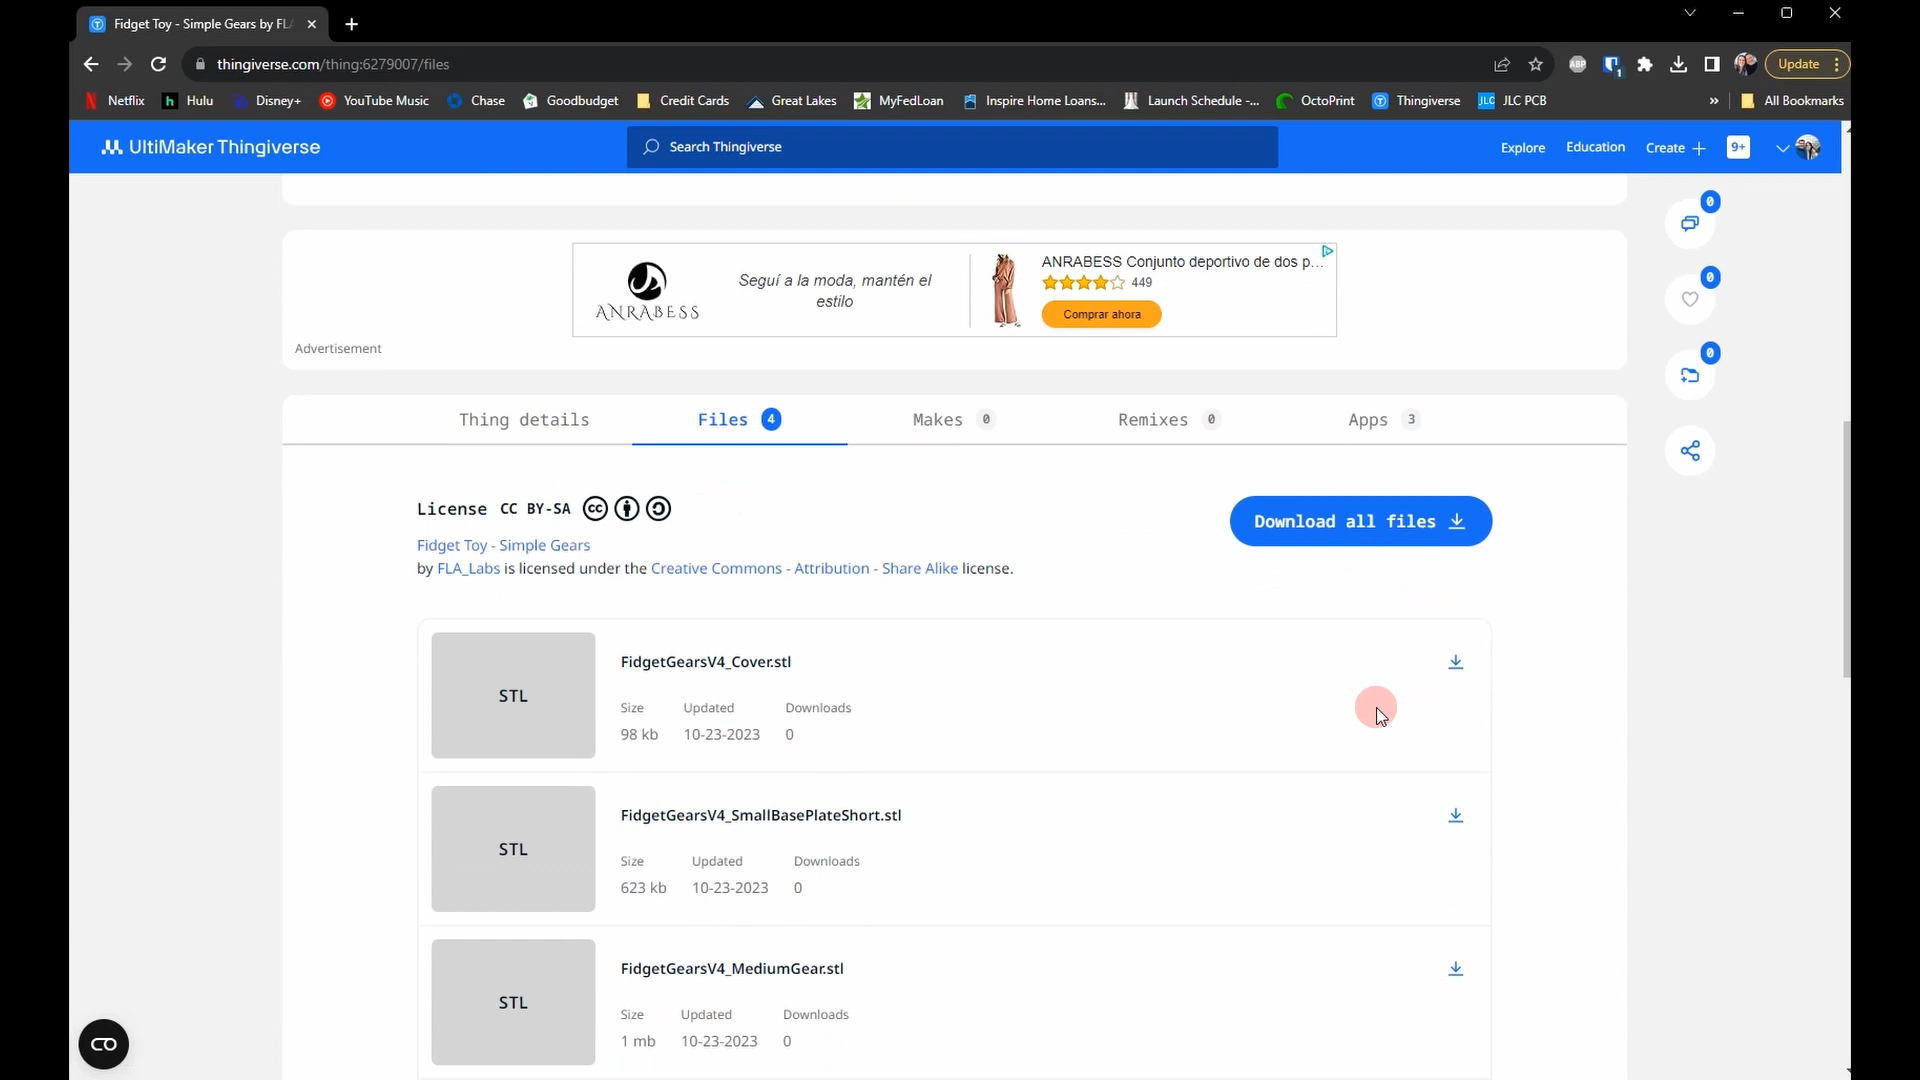 Fidget Toy - Simple Gears by FL
thingiverse.com/thing:6279007/files
ABP
1
Update
Netflix
Hulu
Disney+
YouTube Music
Chase
Goodbudget
Credit Cards
Great Lakes
MyFedLoan
Inspire Home Loans...
Launch Schedule -...
OctoPrint
Thingiverse
JLC JLC PCB
»
All Bookmarks
UltiMaker Thingiverse
Search Thingiverse
Explore
Education
Create +
9+
0
0
0
ANRABESS
Seguí a la moda, mantén el
estilo
ANRABESS Conjunto deportivo de dos p...
449
Comprar ahora
Advertisement
Thing details
Files 4
Makes 0
Remixes 0
Apps 3
License CC BY-SA cc
Download all files
Fidget Toy - Simple Gears
by FLA_Labs is licensed under the Creative Commons - Attribution - Share Alike license.
STL
FidgetGearsV4_Cover.stl
Size Updated Downloads
98 kb 10-23-2023 0
STL
FidgetGearsV4_SmallBasePlateShort.stl
Size Updated Downloads
623 kb 10-23-2023 0
STL
FidgetGearsV4_MediumGear.stl
Size Updated Downloads
1 mb 10-23-2023 0